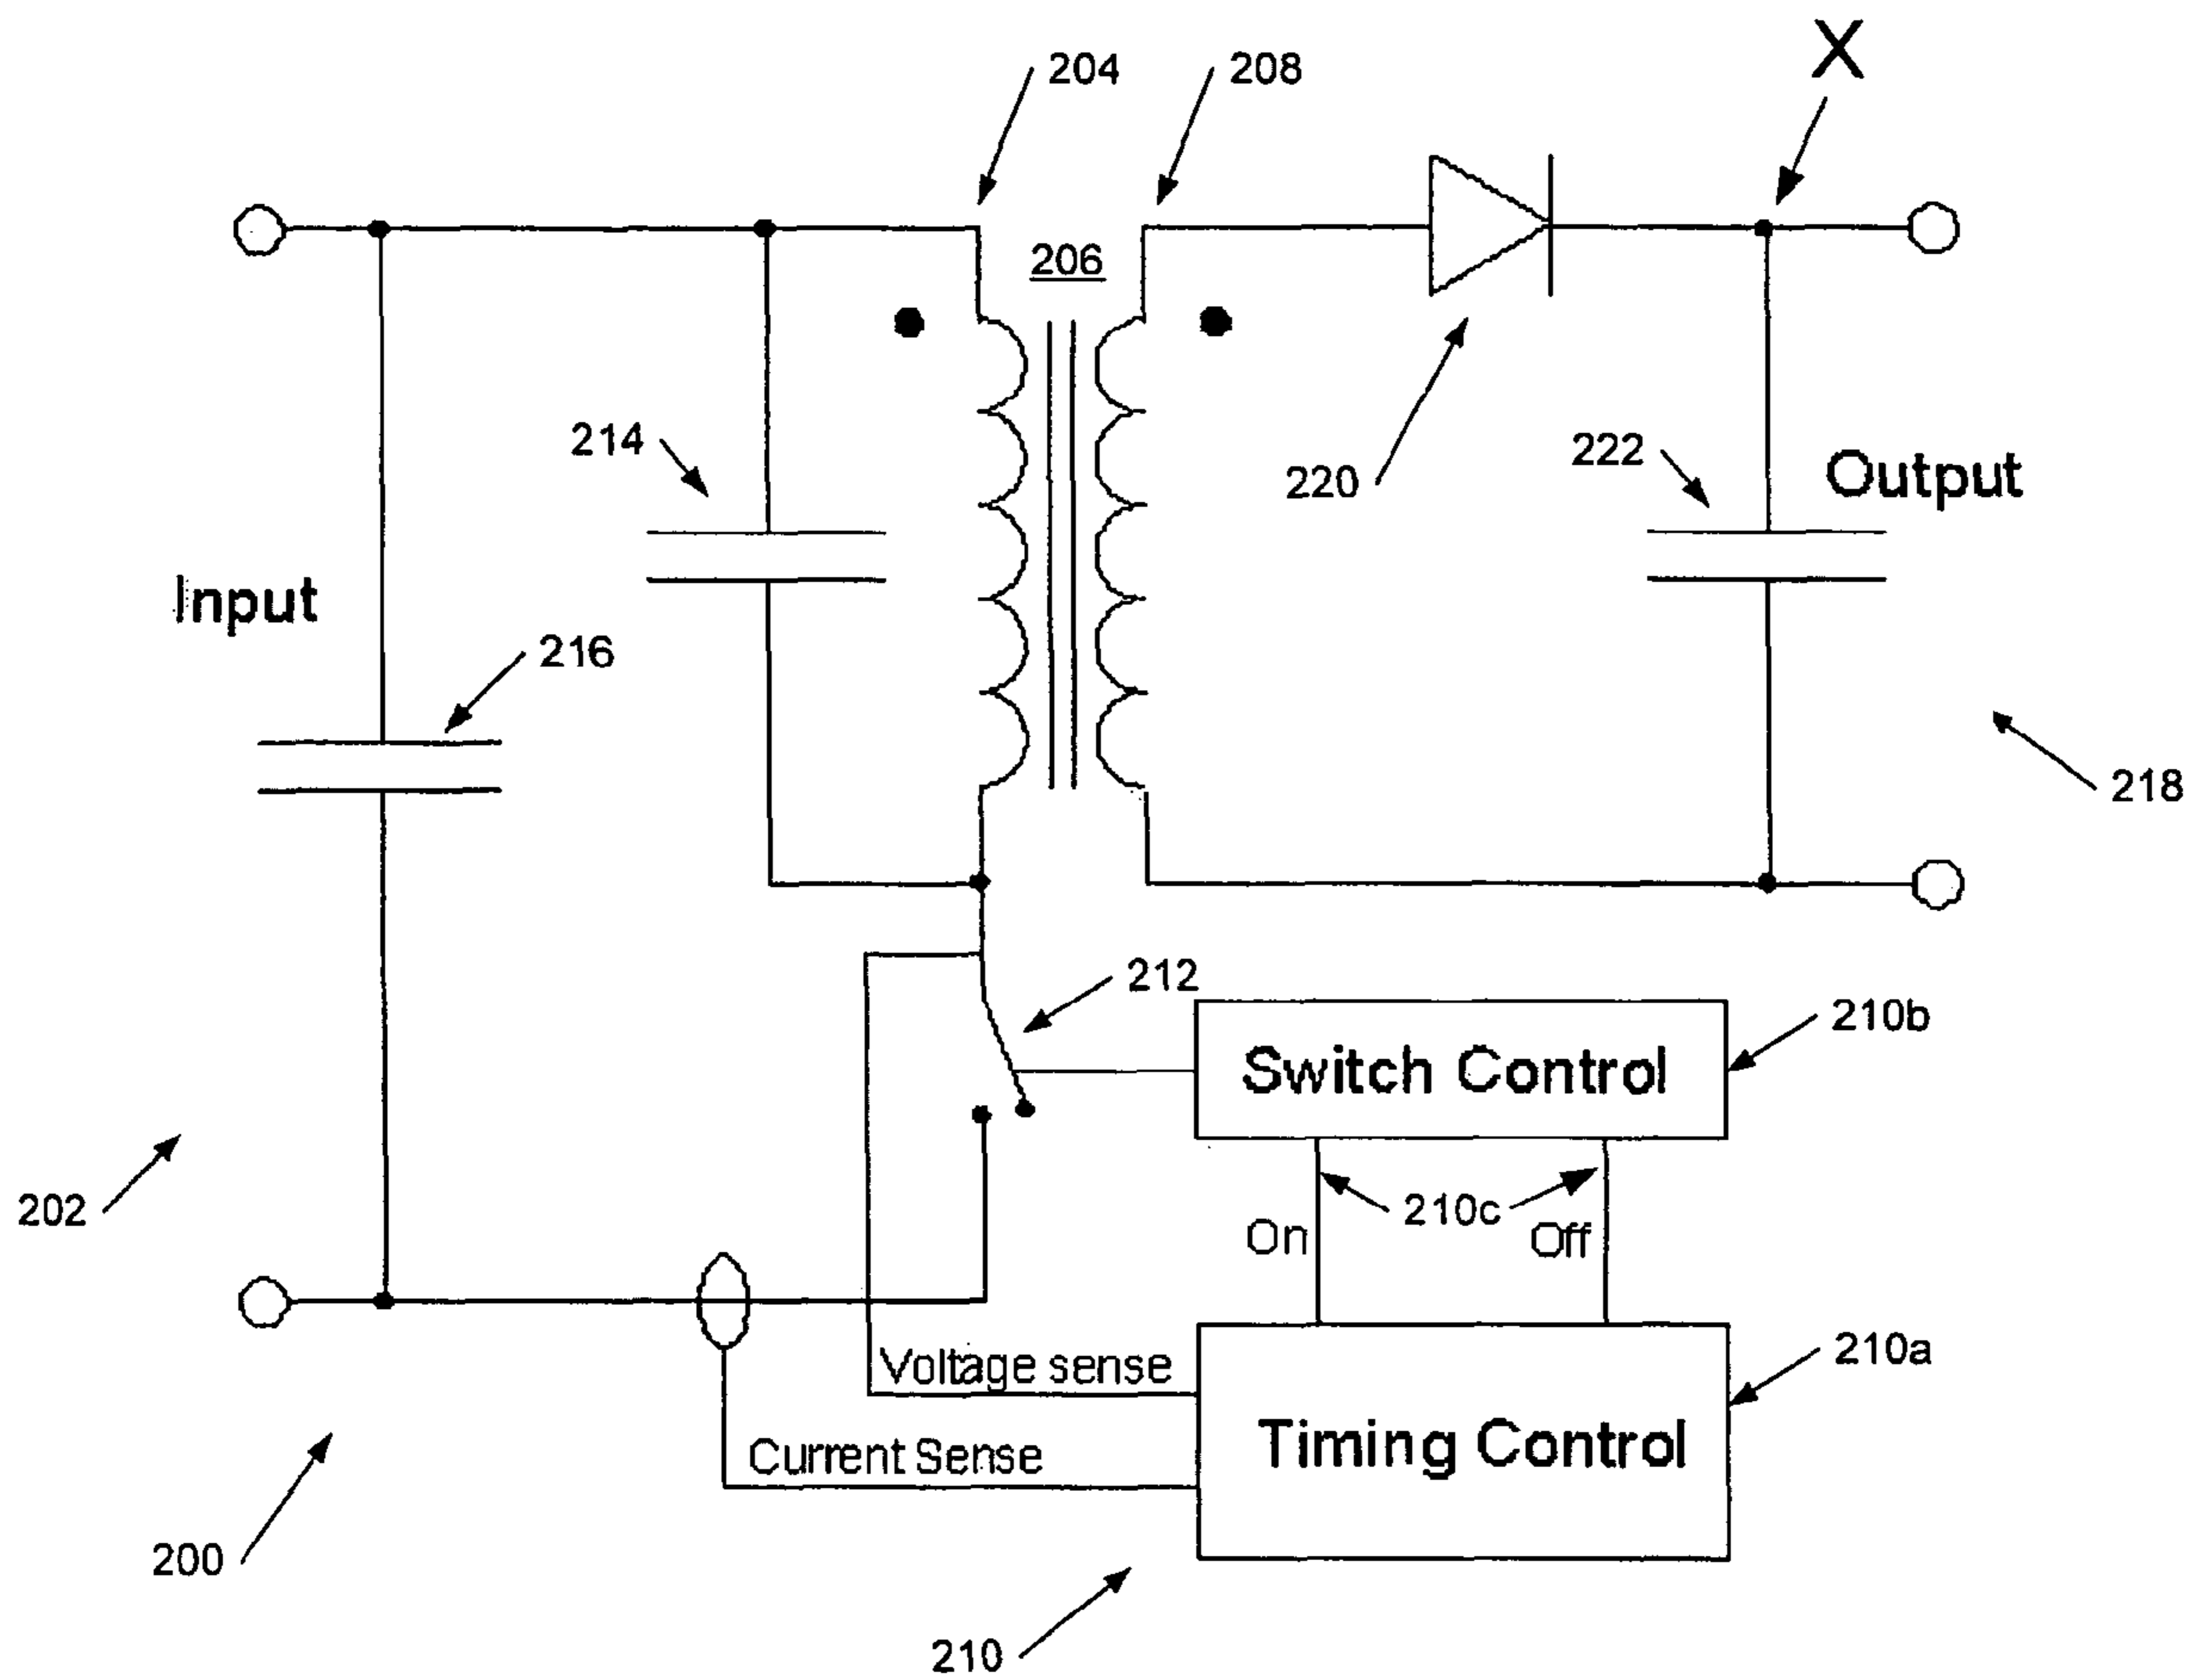 X
204
208
206
214
220
222
Output
Input
216
218
212
210b
Switch Control
202
210c
On
Off
Voltage sense
210a
Current Sense
Timing Control
200
210